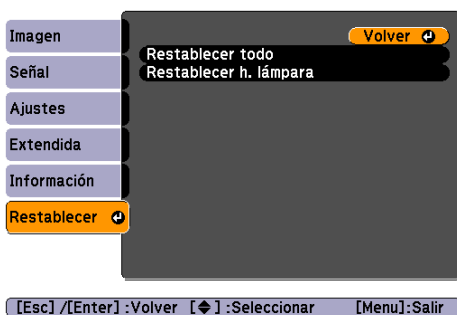 Imagen
Señal
Ajustes
Extendida
Información
Restablecer
Volver
Restablecer todo
Restablecer h. lámpara
[Esc] /[Enter] :Volver [◆] :Seleccionar [Menu]:Salir